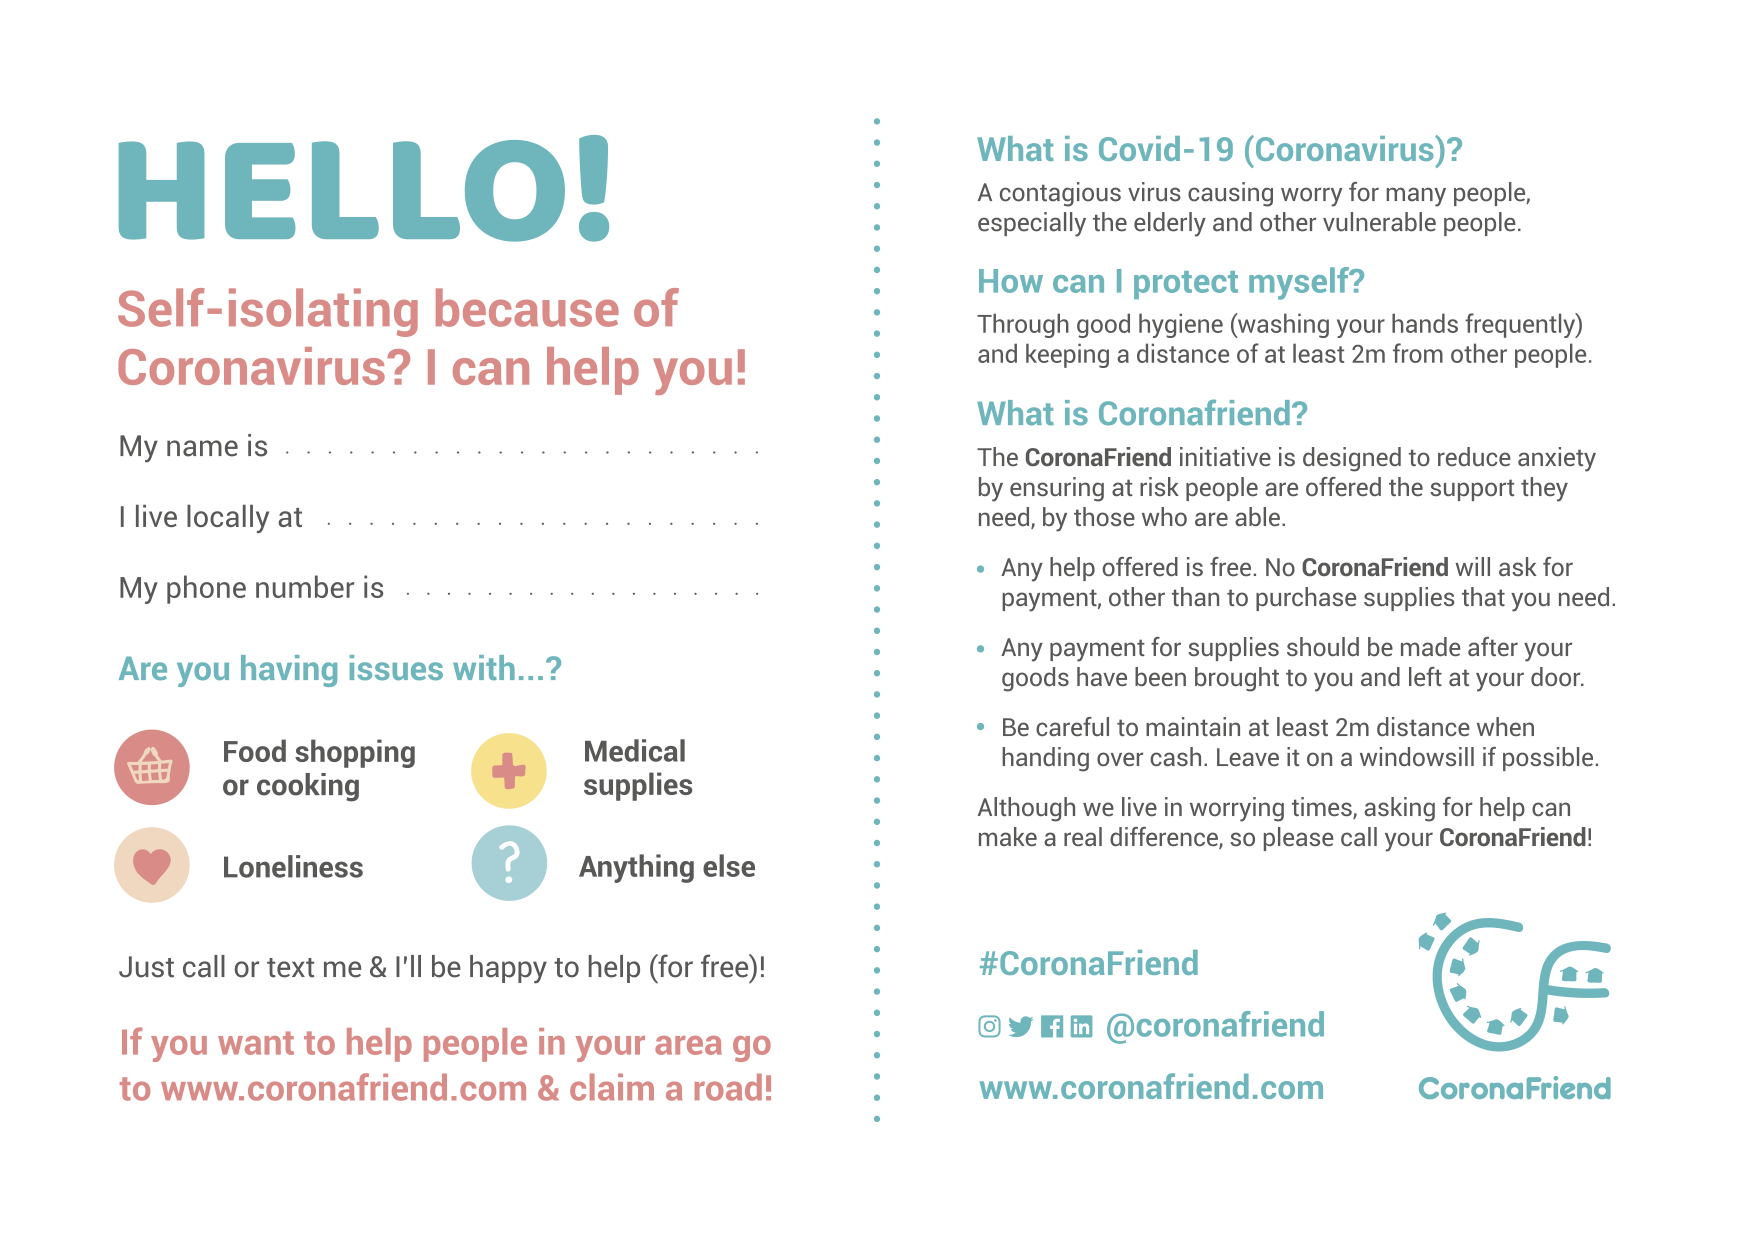 HELLO!
Self-isolating because of
Coronavirus? I can help you!
My name is . . . . . . . . . . . . . . . . . . . . . . .
I live locally at . . . . . . . . . . . . . . . . . . . . .
My phone number is . . . . . . . . . . . . . . . . . .
Are you having issues with...?
Food shopping
or cooking
Medical
supplies
Loneliness
Anything else
Just call or text me & I'll be happy to help (for free)!
If you want to help people in your area go
to www.coronafriend.com & claim a road!
What is Covid-19 (Coronavirus)?
A contagious virus causing worry for many people,
especially the elderly and other vulnerable people.
How can I protect myself?
Through good hygiene (washing your hands frequently)
and keeping a distance of at least 2m from other people.
What is Coronafriend?
The CoronaFriend initiative is designed to reduce anxiety
by ensuring at risk people are offered the support they
need, by those who are able.
• Any help offered is free. No CoronaFriend will ask for
payment, other than to purchase supplies that you need.
• Any payment for supplies should be made after your
goods have been brought to you and left at your door.
• Be careful to maintain at least 2m distance when
handing over cash. Leave it on a windowsill if possible.
Although we live in worrying times, asking for help can
make a real difference, so please call your CoronaFriend!
#CoronaFriend
@coronafriend
www.coronafriend.com
CoronaFriend